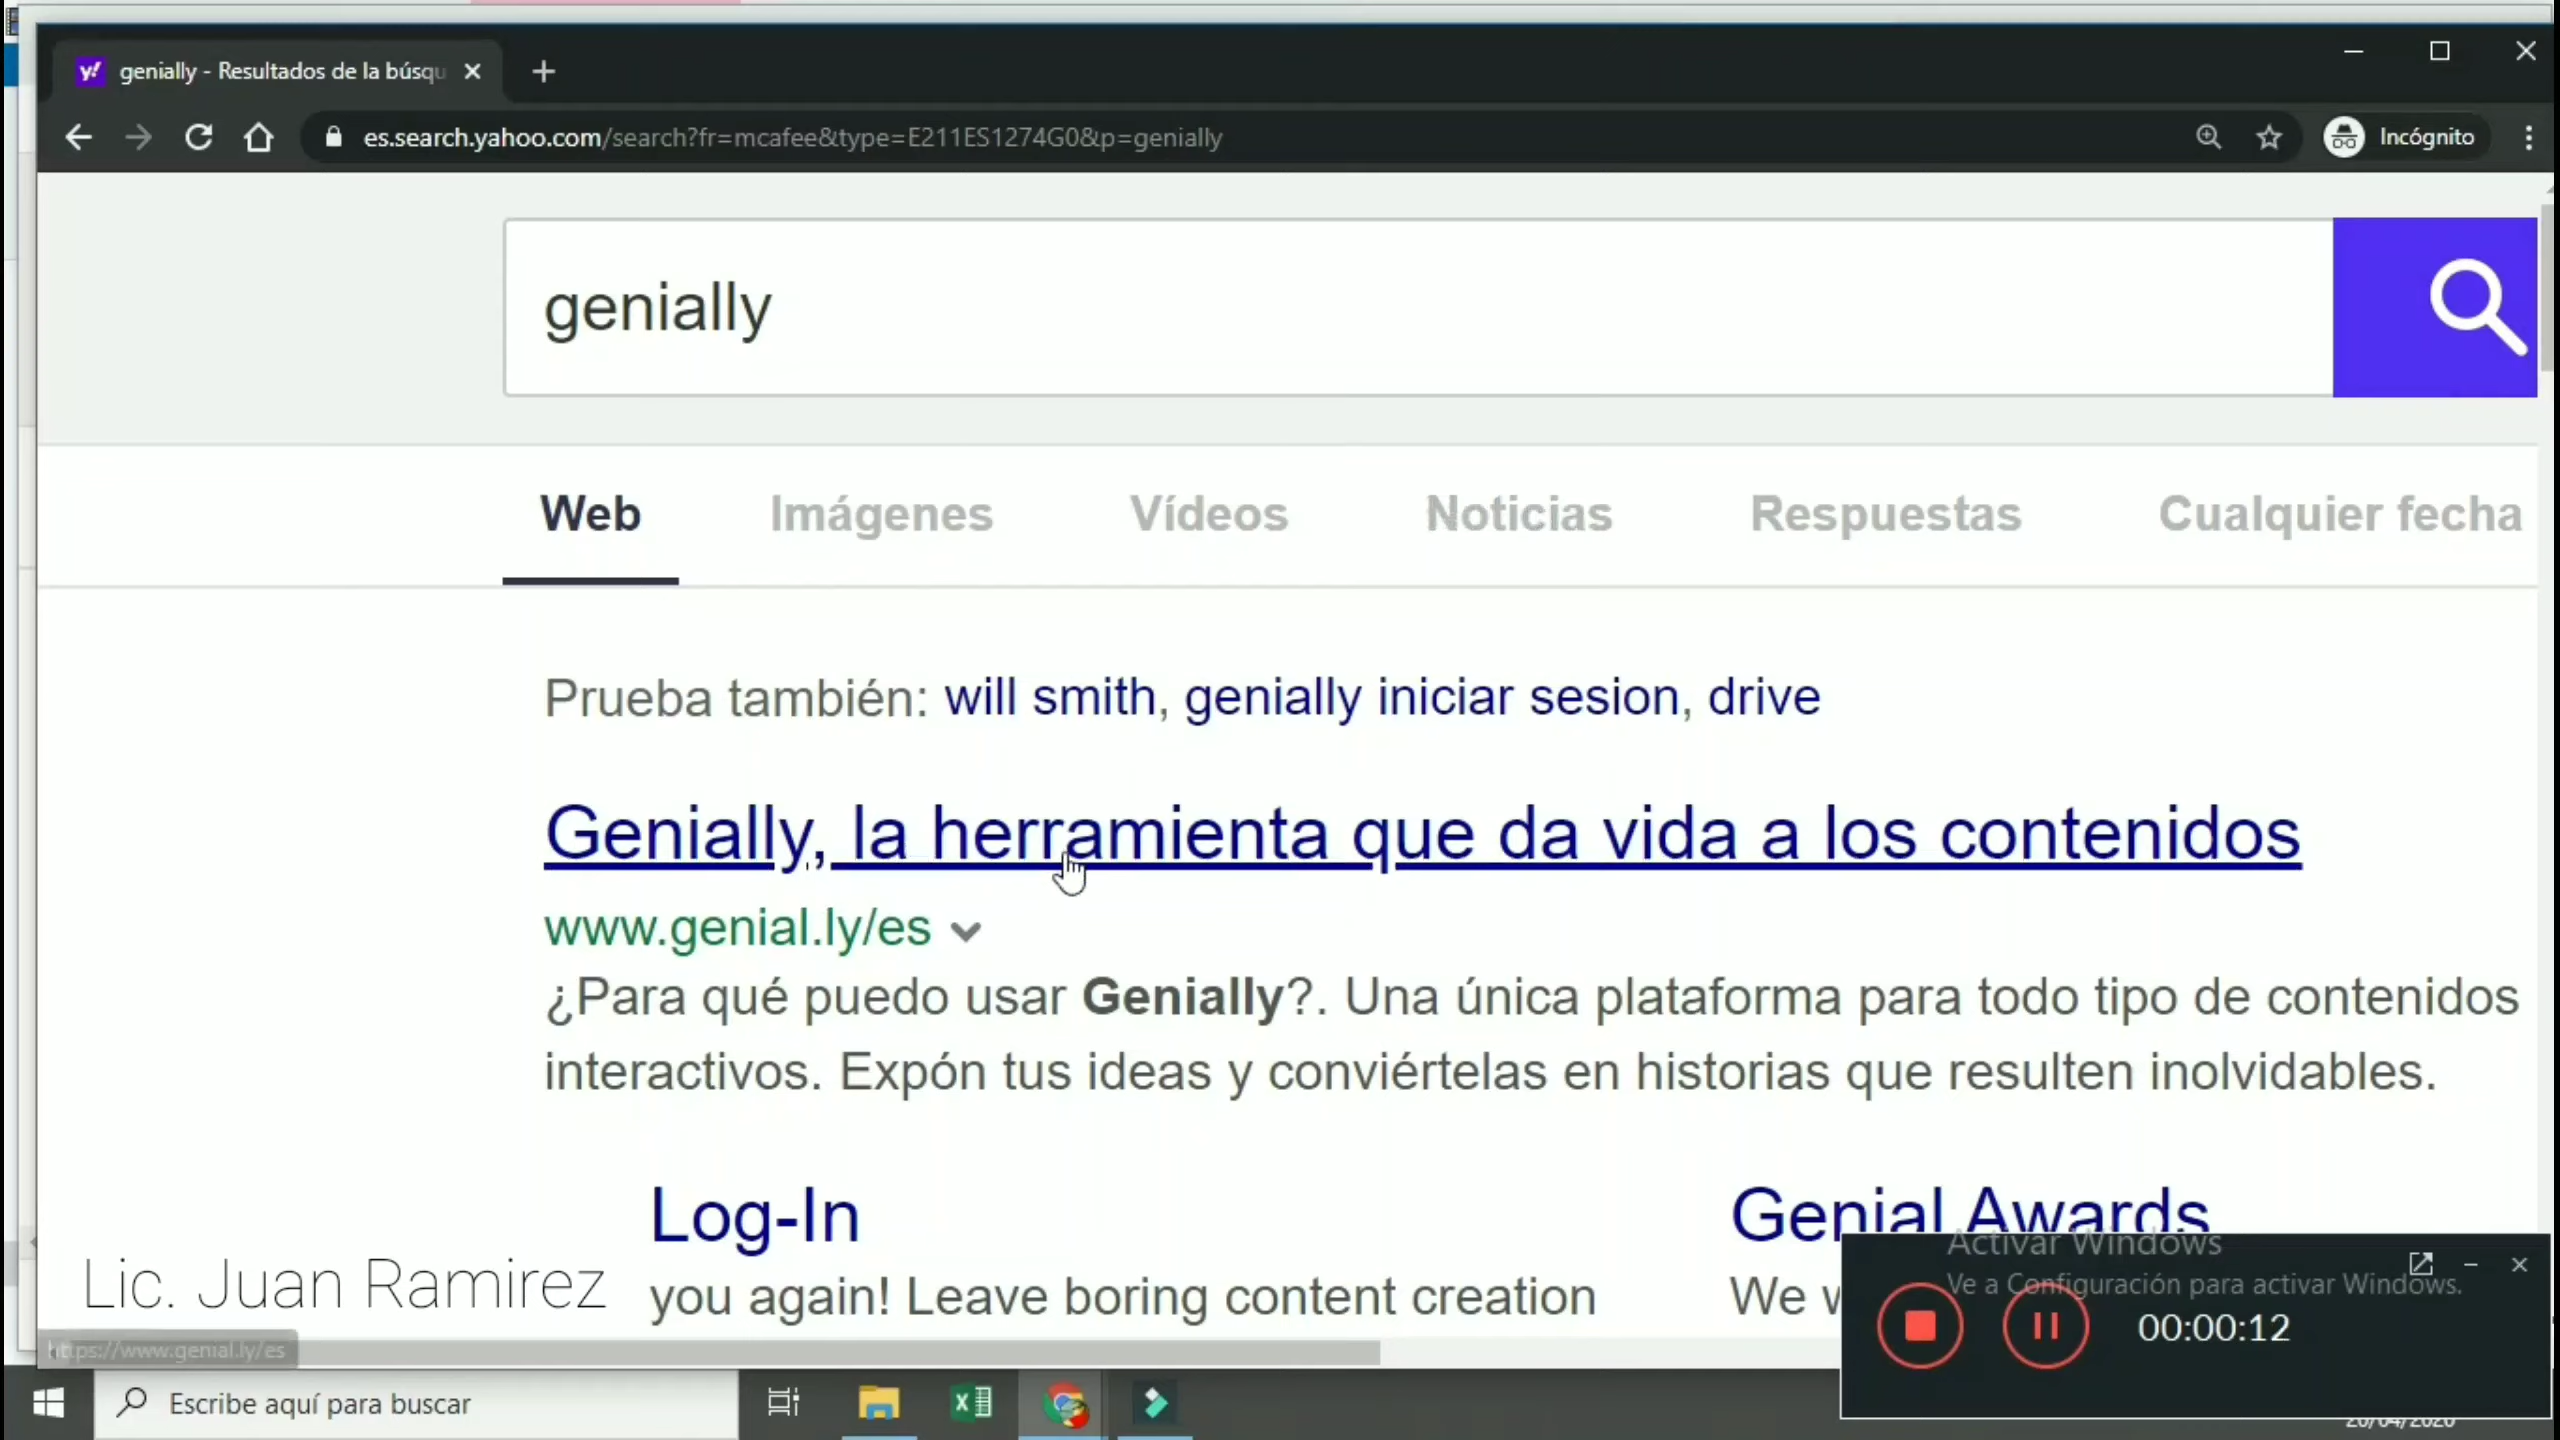 genially - Resultados de la búsqu
es.search.yahoo.com/search?fr=mcafee&type=E211ES1274G0&p=genially
Incógnito
genially
Web Imágenes Vídeos Noticias Respuestas Cualquier fecha
Prueba también: will smith, genially iniciar sesion, drive
Genially, la herramienta que da vida a los contenidos
www.genial.ly/es
¿Para qué puedo usar Genially?. Una única plataforma para todo tipo de contenidos
interactivos. Expón tus ideas y conviértelas en historias que resulten inolvidables.
Log-In Genial Awards
you again! Leave boring content creation We
Lic. Juan Ramirez
Activar Windows
Ve a Configuración para activar Windows.
00:00:12
https://www.genial.ly/es
Escribe aquí para buscar
20/04/2020